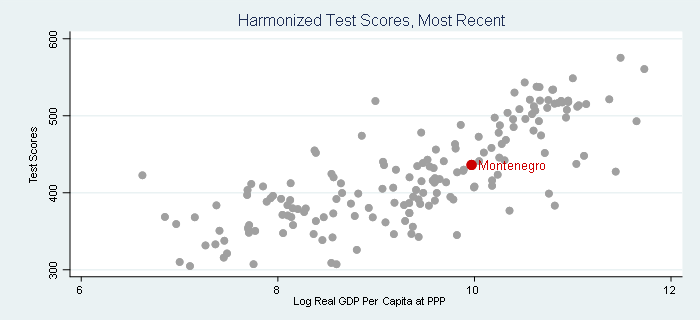 Harmonized Test Scores, Most Recent
600
500
400
300
Test Scores
Montenegro
6
8
10
12
Log Real GDP Per Capita at PPP